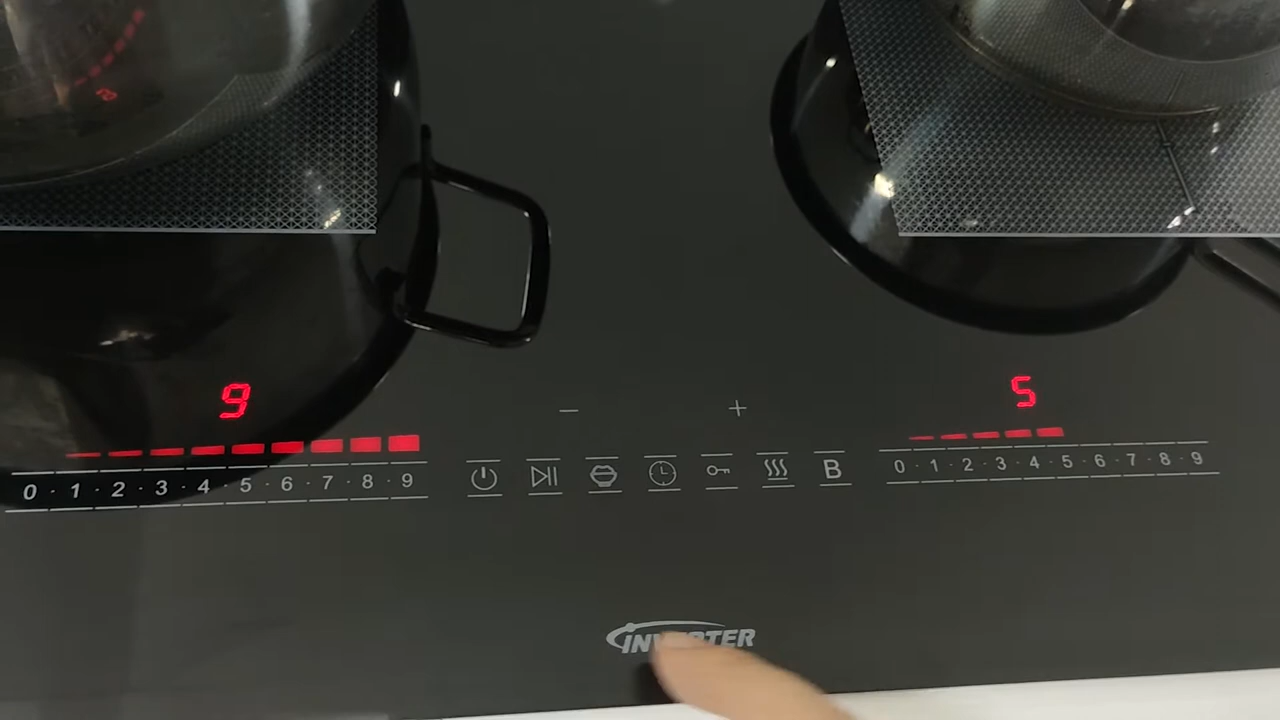 9
5
0 · 1 · 2 · 3 · 4 · 5 · 6 · 7 · 8 · 9
B
0 · 1 · 2 · 3 · 4 · 5 · 6 · 7 · 8 · 9
INVERTER